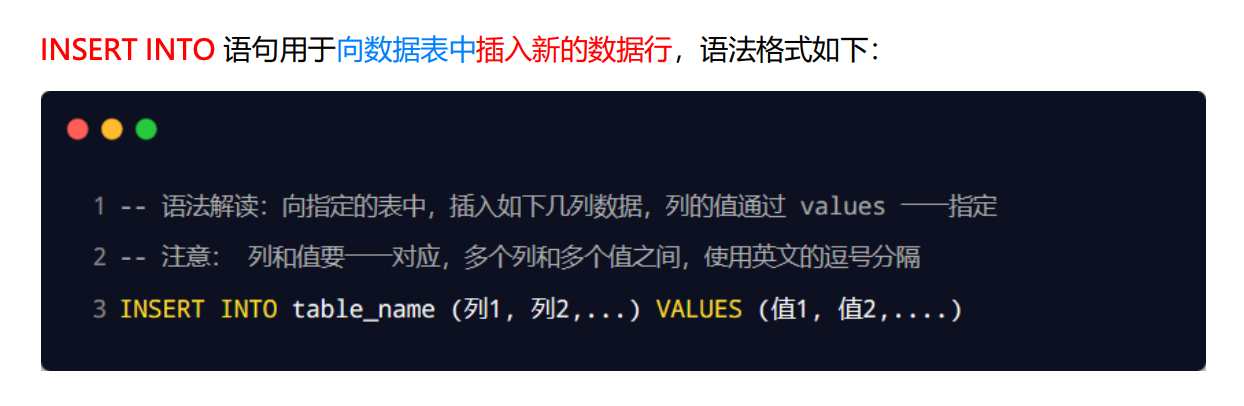 INSERT INTO 语句用于向数据表中插入新的数据行，语法格式如下：
1 -- 语法解读：向指定的表中，插入如下几列数据，列的值通过 values 一一指定
2 -- 注意： 列和值要一一对应，多个列和多个值之间，使用英文的逗号分隔
3 INSERT INTO table_name (列1, 列2,...) VALUES (值1, 值2,....)